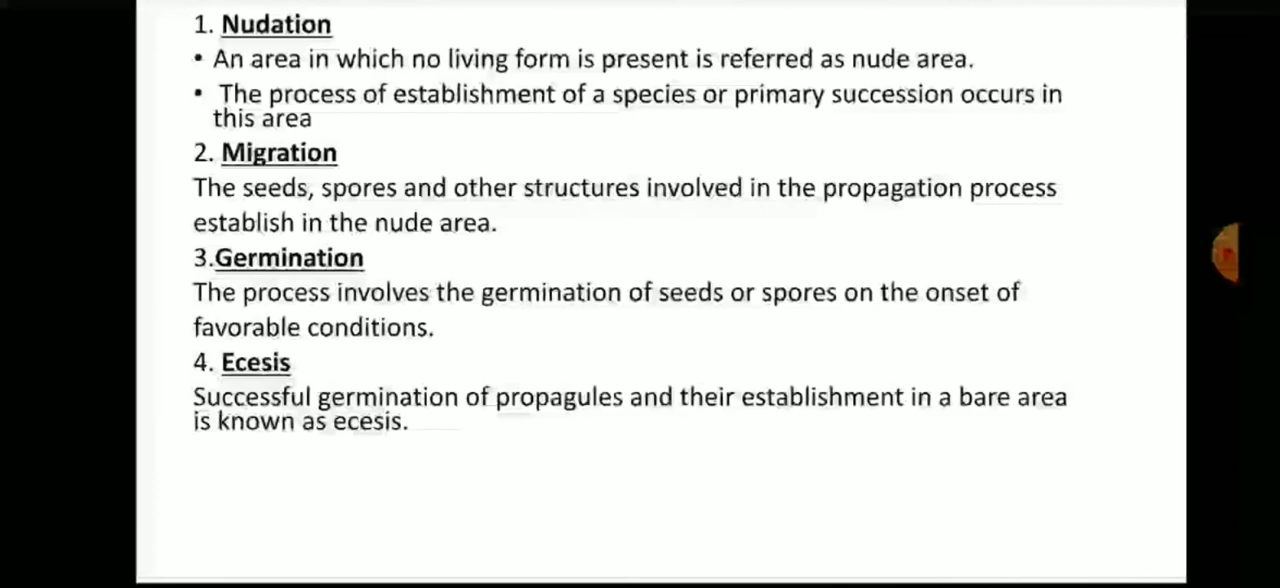 1. Nudation
• An area in which no living form is present is referred as nude area.
• The process of establishment of a species or primary succession occurs in
this area
2. Migration
The seeds, spores and other structures involved in the propagation process
establish in the nude area.
3.Germination
The process involves the germination of seeds or spores on the onset of
favorable conditions.
4. Ecesis
Successful germination of propagules and their establishment in a bare area
is known as ecesis.